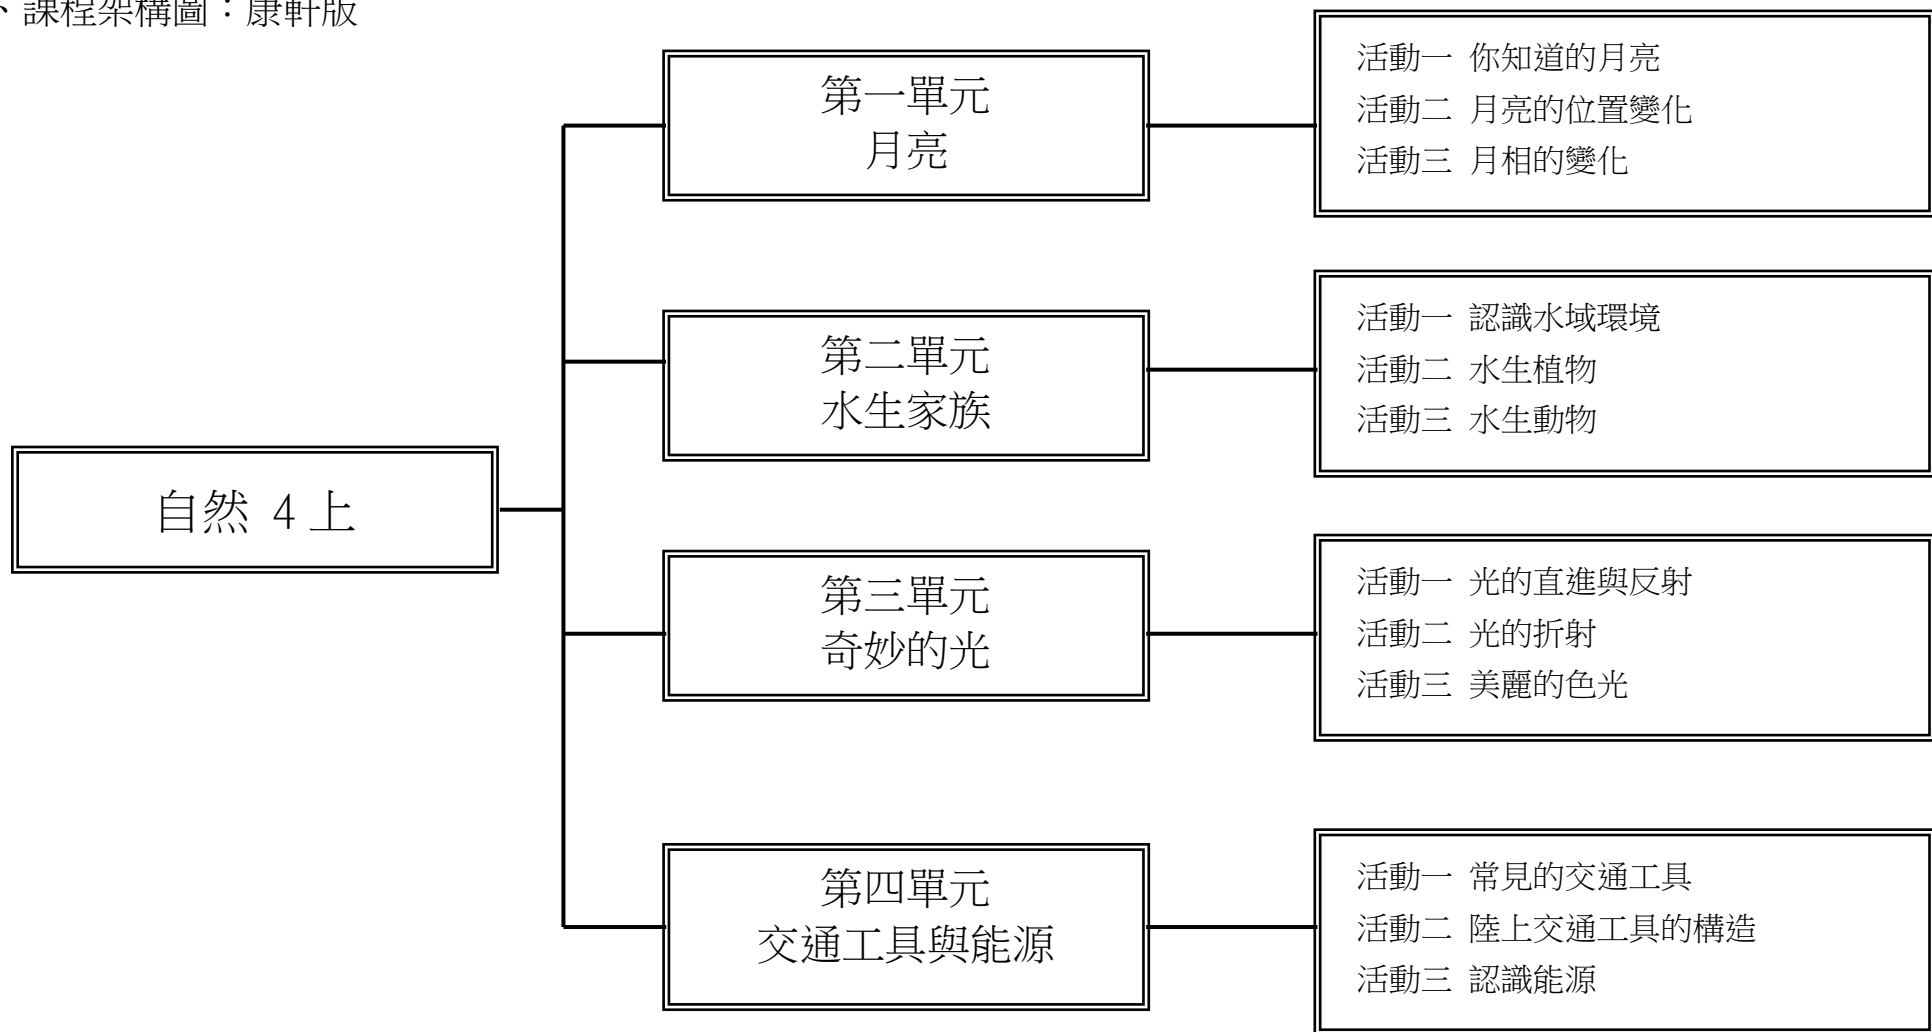 、課程架構圖：康軒版
自然 4 上
第一單元
月亮
活動一 你知道的月亮
活動二 月亮的位置變化
活動三 月相的變化
第二單元
水生家族
活動一 認識水域環境
活動二 水生植物
活動三 水生動物
第三單元
奇妙的光
活動一 光的直進與反射
活動二 光的折射
活動三 美麗的色光
第四單元
交通工具與能源
活動一 常見的交通工具
活動二 陸上交通工具的構造
活動三 認識能源